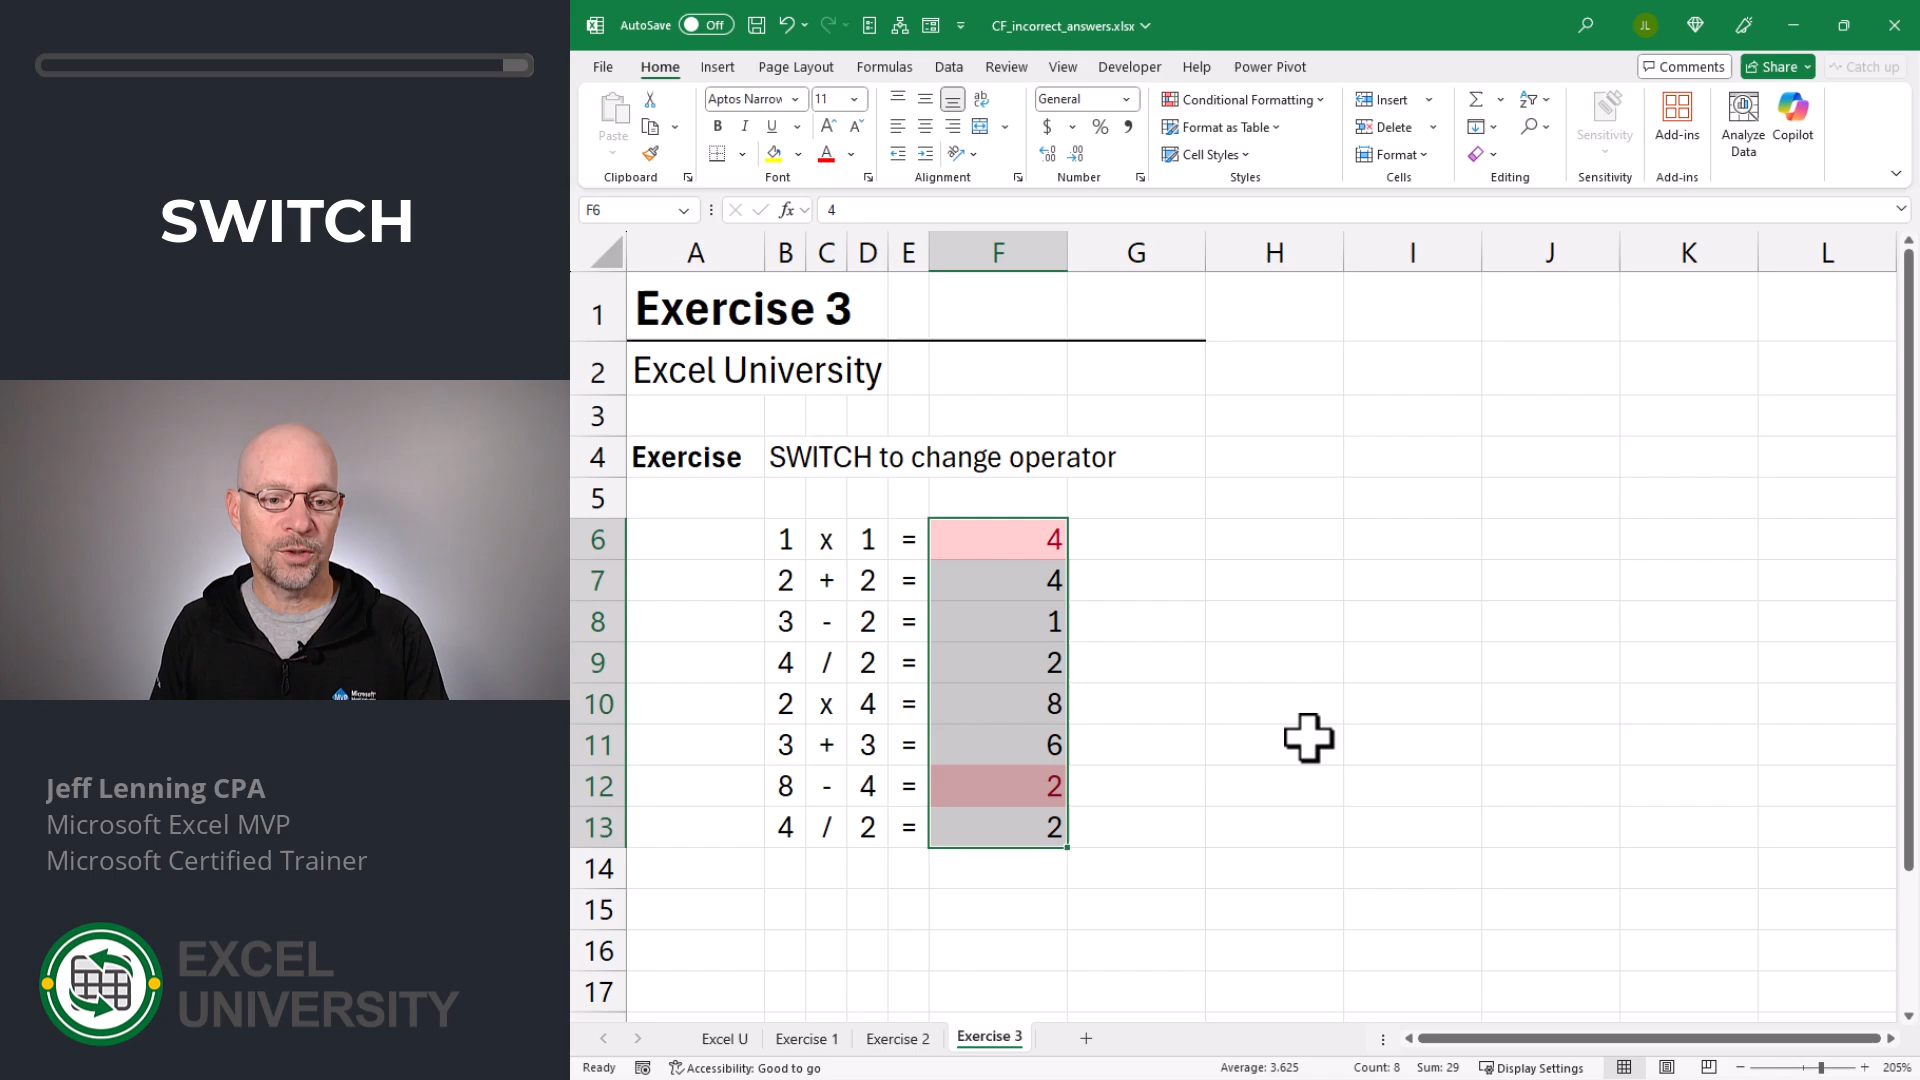 SWITCH
Jeff Lenning CPA
Microsoft Excel MVP
Microsoft Certified Trainer
EXCEL
UNIVERSITY
AutoSave Off CF_incorrect_answers.xlsx JL
File Home Insert Page Layout Formulas Data Review View Developer Help Power Pivot Comments Share Catch up
Paste
Clipboard
Aptos Narrow 11
B I U A A
A
Font
ab
Alignment
General
$ % ,
Number
Conditional Formatting
Format as Table
Cell Styles
Styles
Insert
Delete
Format
Cells
Editing
Sensitivity
Sensitivity
Add-ins
Add-ins
Analyze
Data
Copilot
F6 fx 4
A B C D E F G H I J K L
1 Exercise 3
2 Excel University
3
4 Exercise SWITCH to change operator
5
6 1 x 1 = 4
7 2 + 2 = 4
8 3 - 2 = 1
9 4 / 2 = 2
10 2 x 4 = 8
11 3 + 3 = 6
12 8 - 4 = 2
13 4 / 2 = 2
14
15
16
17
Excel U Exercise 1 Exercise 2 Exercise 3 +
Ready Accessibility: Good to go Average: 3.625 Count: 8 Sum: 29 Display Settings 205%